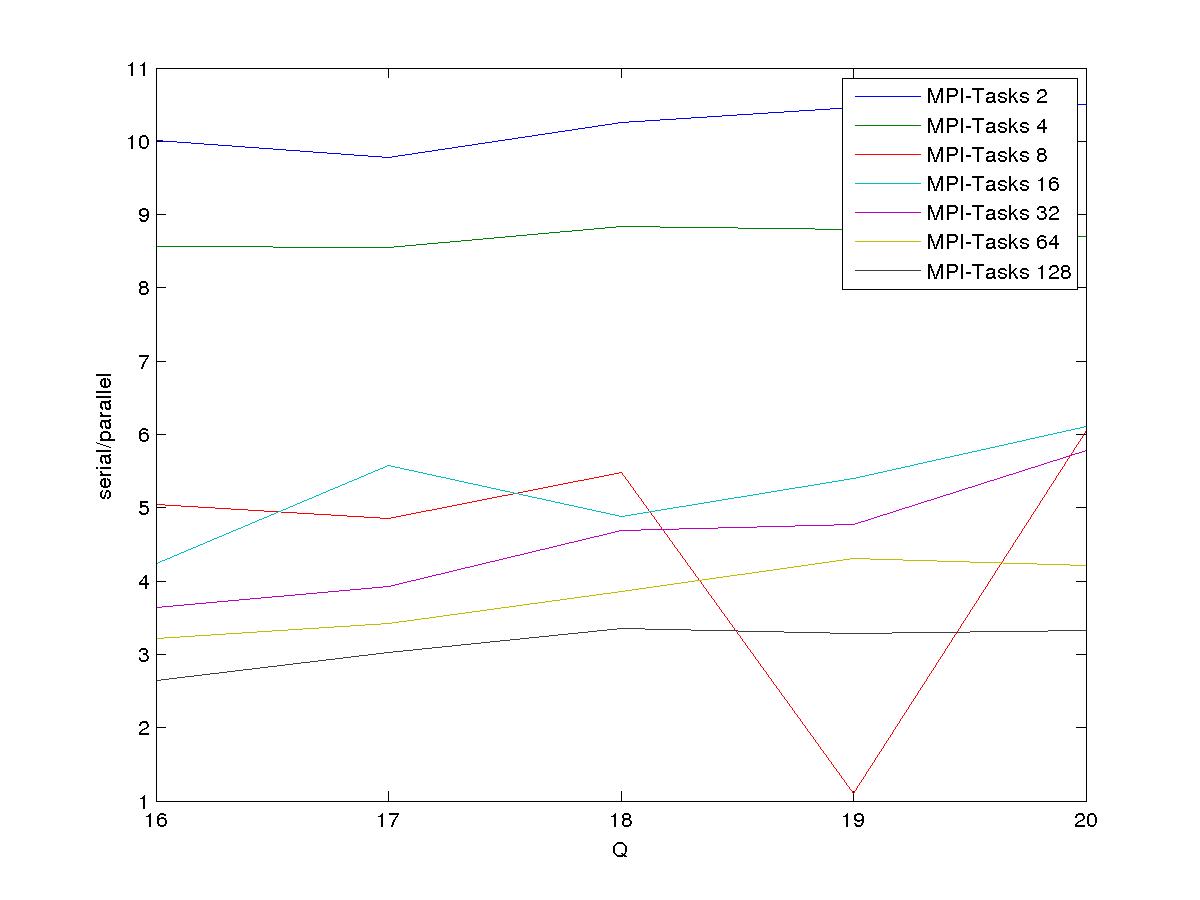 11
10
9
8
7
6
5
4
3
2
1
serial/parallel
16 17 18 19 20
Q
MPI-Tasks 2
MPI-Tasks 4
MPI-Tasks 8
MPI-Tasks 16
MPI-Tasks 32
MPI-Tasks 64
MPI-Tasks 128